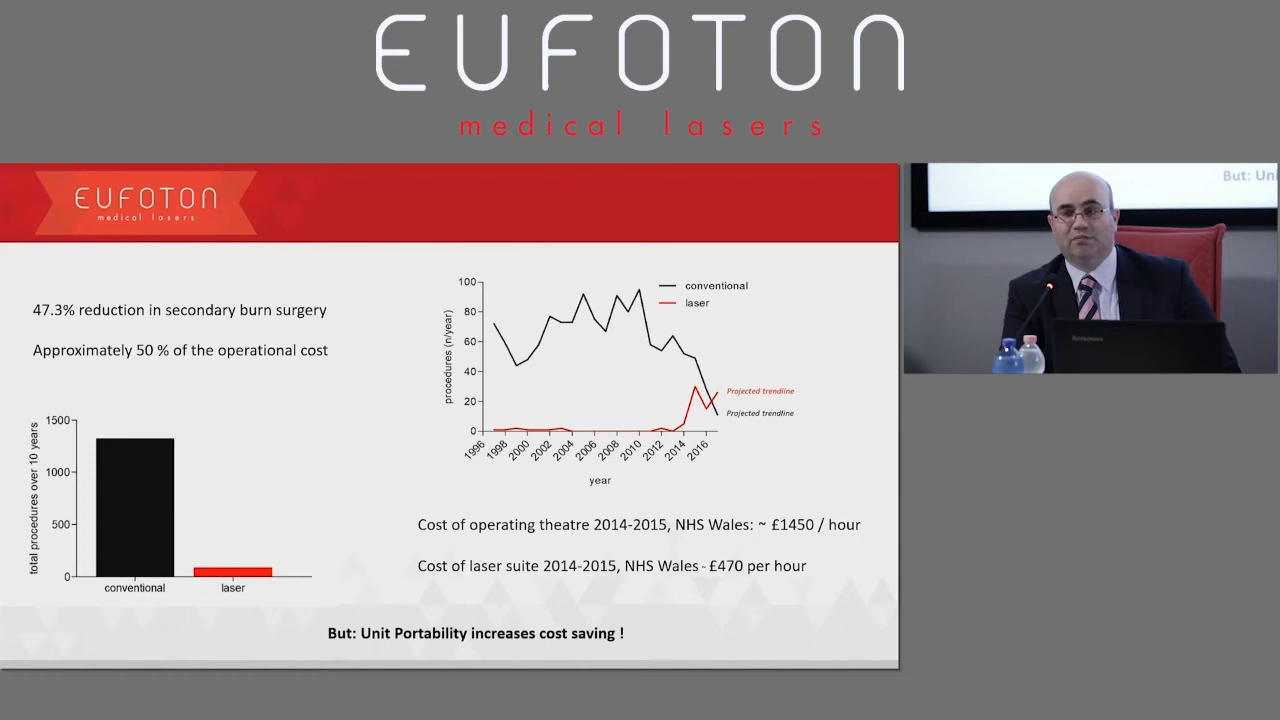 EUFOTON
medical lasers
EUFOTON
medical lasers
But: Uni
47.3% reduction in secondary burn surgery
Approximately 50 % of the operational cost
1500
1000
500
0
total procedures over 10 years
conventional
laser
100
80
60
40
20
0
procedures (n/year)
conventional
laser
Projected trendline
Projected trendline
1996
1998
2000
2002
2004
2006
2008
2010
2012
2014
2016
year
Cost of operating theatre 2014-2015, NHS Wales: ~ £1450 / hour
Cost of laser suite 2014-2015, NHS Wales - £470 per hour
But: Unit Portability increases cost saving !